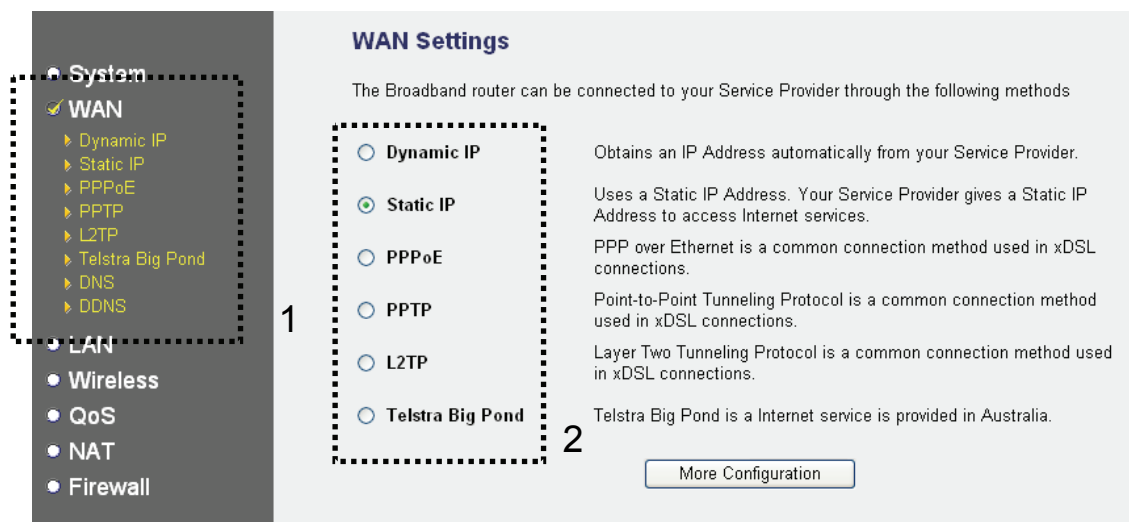 System
WAN
Dynamic IP
Static IP
PPPoE
PPTP
L2TP
Telstra Big Pond
DNS
DDNS
LAN
Wireless
QoS
NAT
Firewall
1
WAN Settings
The Broadband router can be connected to your Service Provider through the following methods
Dynamic IP
Obtains an IP Address automatically from your Service Provider.
Static IP
Uses a Static IP Address. Your Service Provider gives a Static IP
Address to access Internet services.
PPPoE
PPP over Ethernet is a common connection method used in xDSL
connections.
PPTP
Point-to-Point Tunneling Protocol is a common connection method
used in xDSL connections.
L2TP
Layer Two Tunneling Protocol is a common connection method used
in xDSL connections.
Telstra Big Pond
Telstra Big Pond is a Internet service is provided in Australia.
2
More Configuration